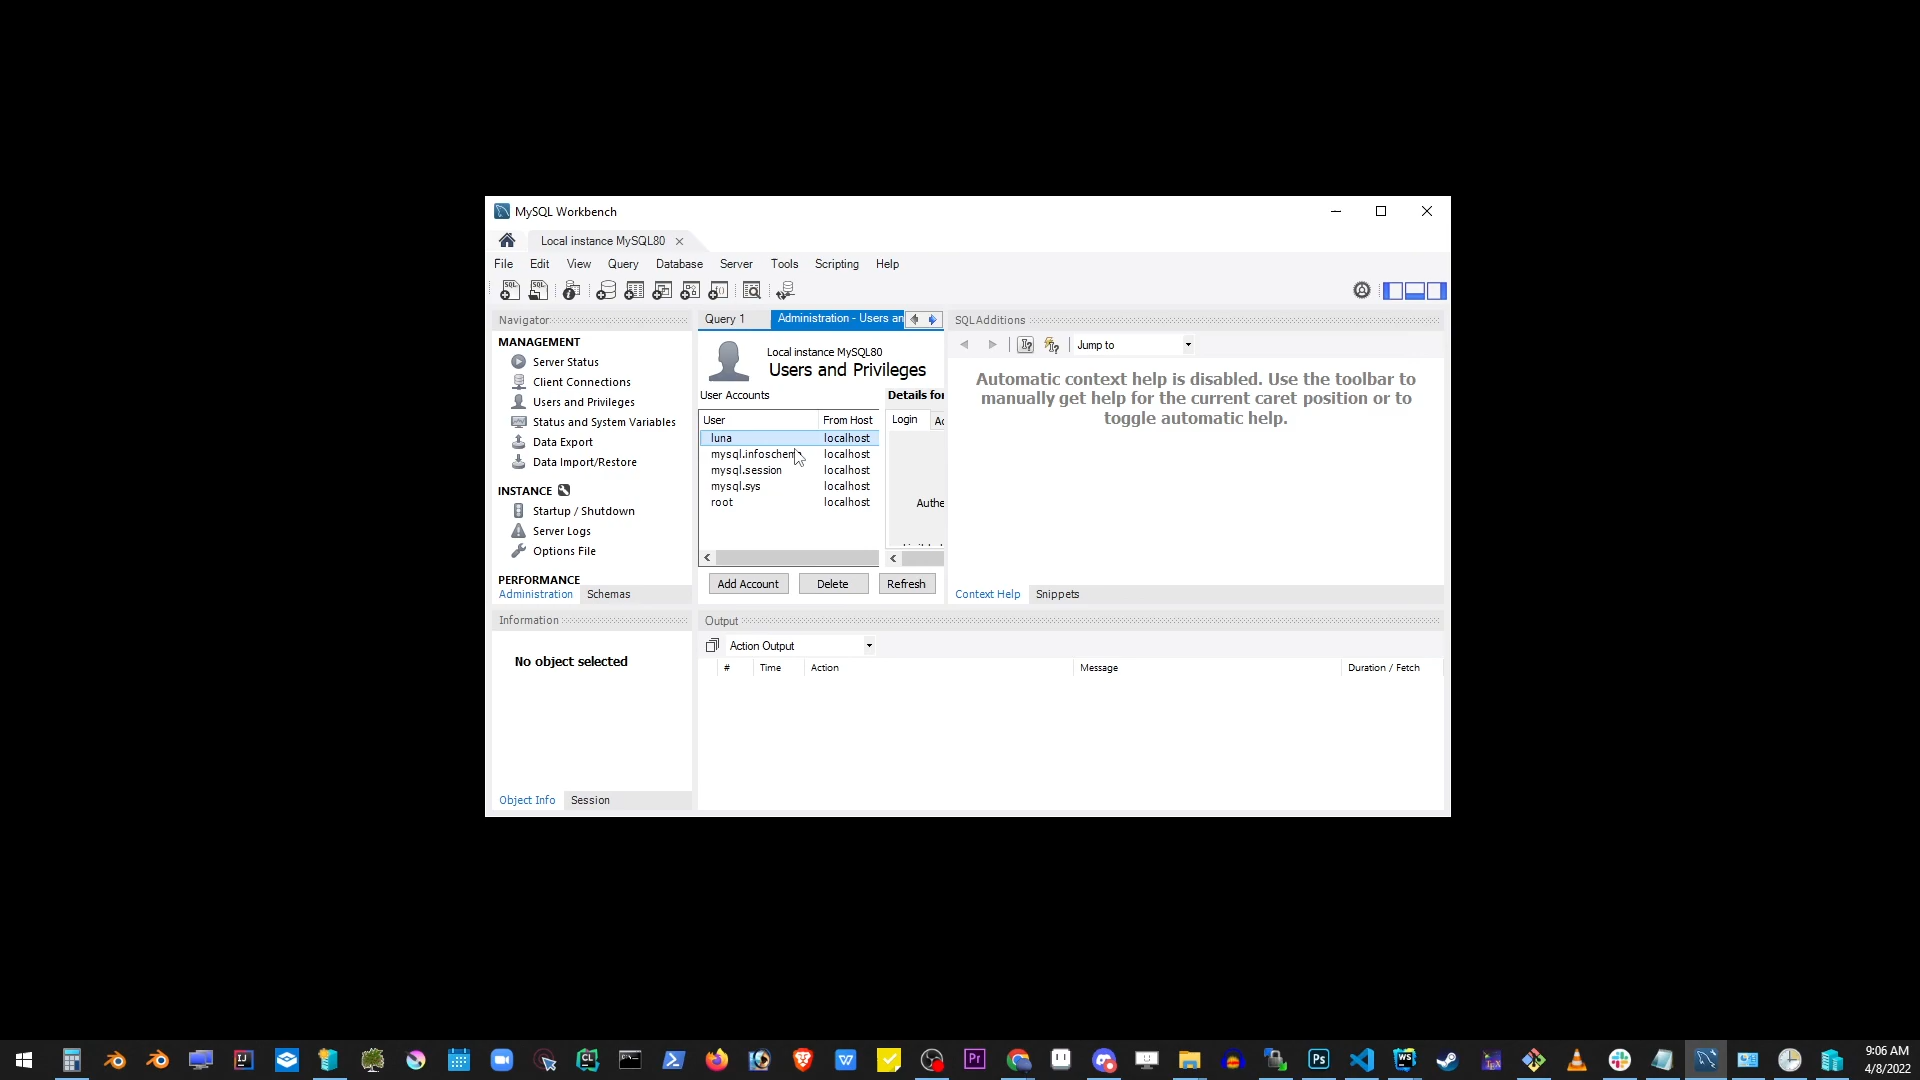 MySQL Workbench
Local instance MySQL80
File Edit View Query Database Server Tools Scripting Help
Navigator
MANAGEMENT
Server Status
Client Connections
Users and Privileges
Status and System Variables
Data Export
Data Import/Restore
INSTANCE
Startup / Shutdown
Server Logs
Options File
PERFORMANCE
Administration Schemas
Query 1 Administration - Users an
Local instance MySQL80
Users and Privileges
User Accounts
User From Host
luna localhost
mysql.infoschem localhost
mysql.session localhost
mysql.sys localhost
root localhost
Details for
Login Ac
Authe
Add Account Delete Refresh
SQLAdditions
Jump to
Automatic context help is disabled. Use the toolbar to
manually get help for the current caret position or to
toggle automatic help.
Context Help Snippets
Information
No object selected
Object Info Session
Output
Action Output
# Time Action Message Duration / Fetch
9:06 AM
4/8/2022